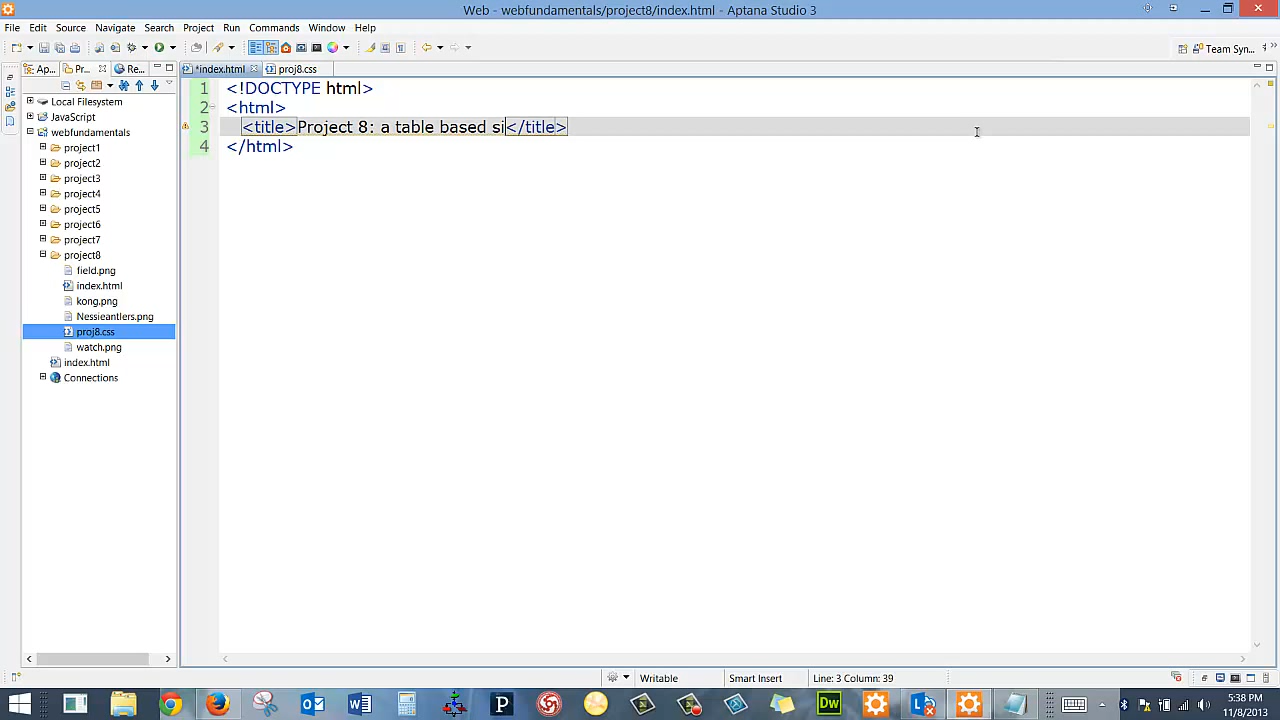 Web - webfundamentals/project8/index.html - Aptana Studio 3
File Edit Source Navigate Search Project Run Commands Window Help
Team Syn...
Ap... Pr... Re... *index.html proj8.css
Local Filesystem
JavaScript
webfundamentals
project1
project2
project3
project4
project5
project6
project7
project8
field.png
index.html
kong.png
Nessieantlers.png
proj8.css
watch.png
index.html
Connections
1 <!DOCTYPE html>
2 <html>
3 <title>Project 8: a table based si</title>
4 </html>
Writable Smart Insert Line: 3 Column: 39
5:38 PM
11/8/2013